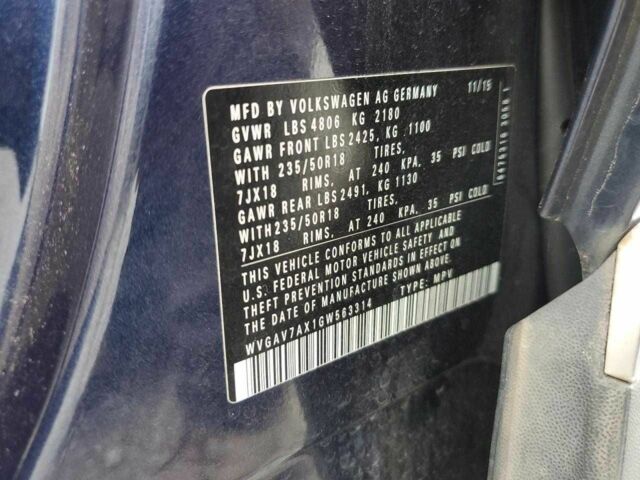 MFD BY VOLKSWAGEN AG GERMANY 11/15
GVWR LBS 4806 KG 2180
GAWR FRONT LBS 2425, KG 1100
WITH 235/50R18 TIRES,
7JX18 RIMS, AT 240 KPA, 35 PSI COLD
GAWR REAR LBS 2491, KG 1130
WITH 235/50R18 TIRES,
7JX18 RIMS, AT 240 KPA, 35 PSI COLD
THIS VEHICLE CONFORMS TO ALL APPLICABLE
U.S. FEDERAL MOTOR VEHICLE SAFETY AND
THEFT PREVENTION STANDARDS IN EFFECT ON
THE DATE OF MANUFACTURE SHOWN ABOVE.
WVGAV7AX1GW563314 TYPE: MPV